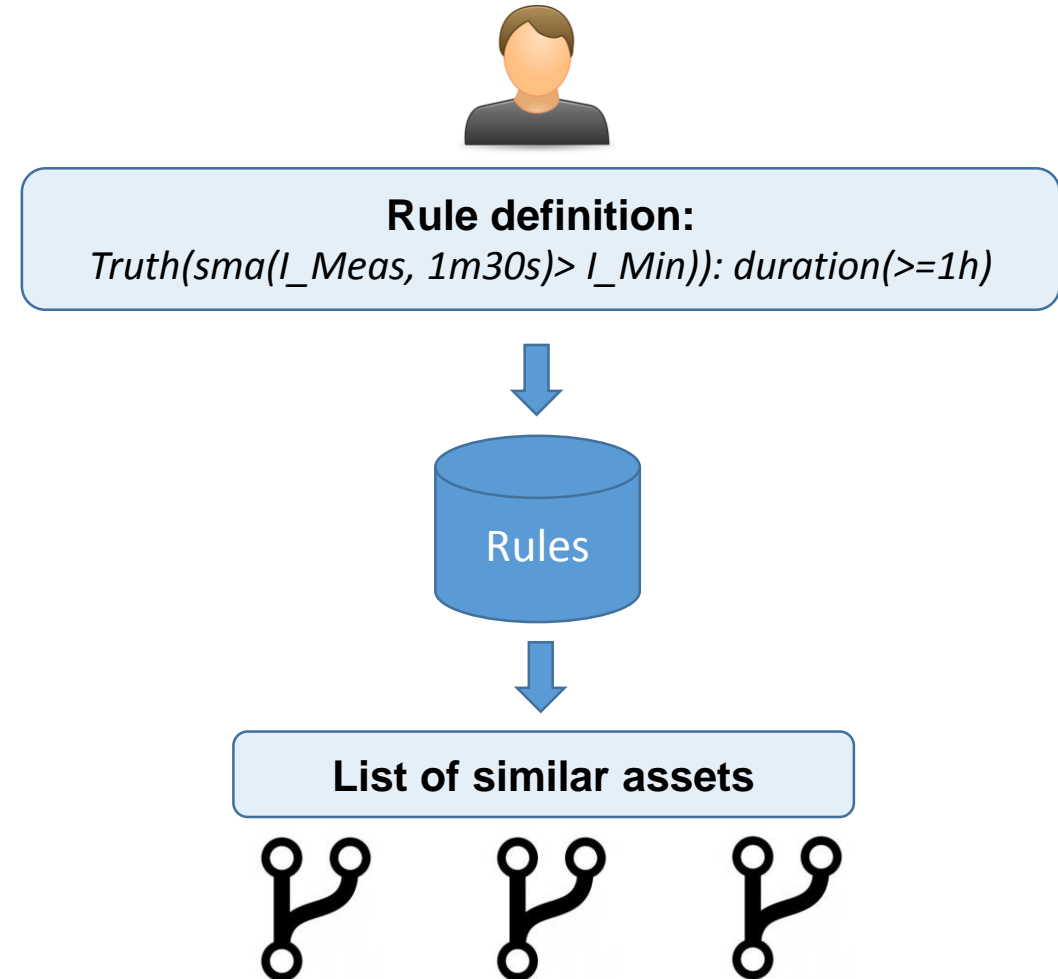 Rule definition:
Truth(sma(I_Meas, 1m30s)> I_Min)): duration(>=1h)
Rules
List of similar assets